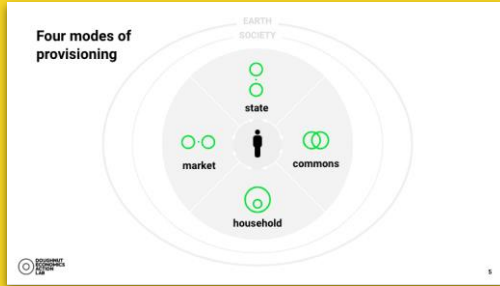 Four modes of
provisioning
EARTH
SOCIETY
state
market
commons
household
DOUGHNUT
ECONOMICS
ACTION
LAB
5